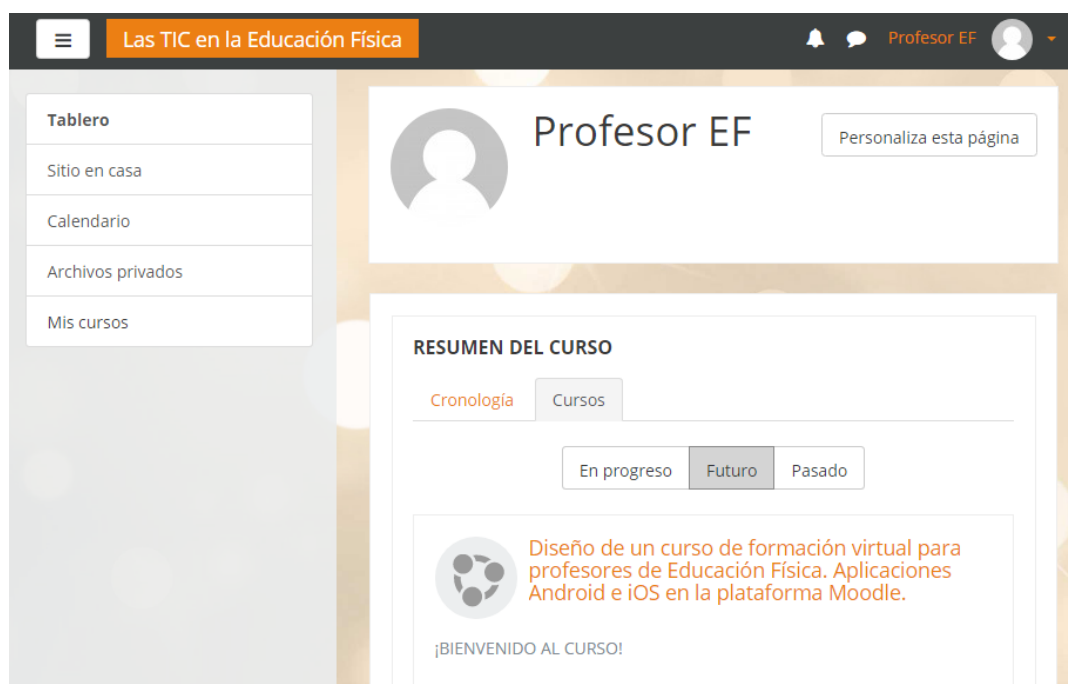 Las TIC en la Educación Física
Profesor EF
Tablero
Sitio en casa
Calendario
Archivos privados
Mis cursos
Profesor EF
Personaliza esta página
RESUMEN DEL CURSO
Cronología
Cursos
En progreso
Futuro
Pasado
Diseño de un curso de formación virtual para
profesores de Educación Física. Aplicaciones
Android e iOS en la plataforma Moodle.
¡BIENVENIDO AL CURSO!